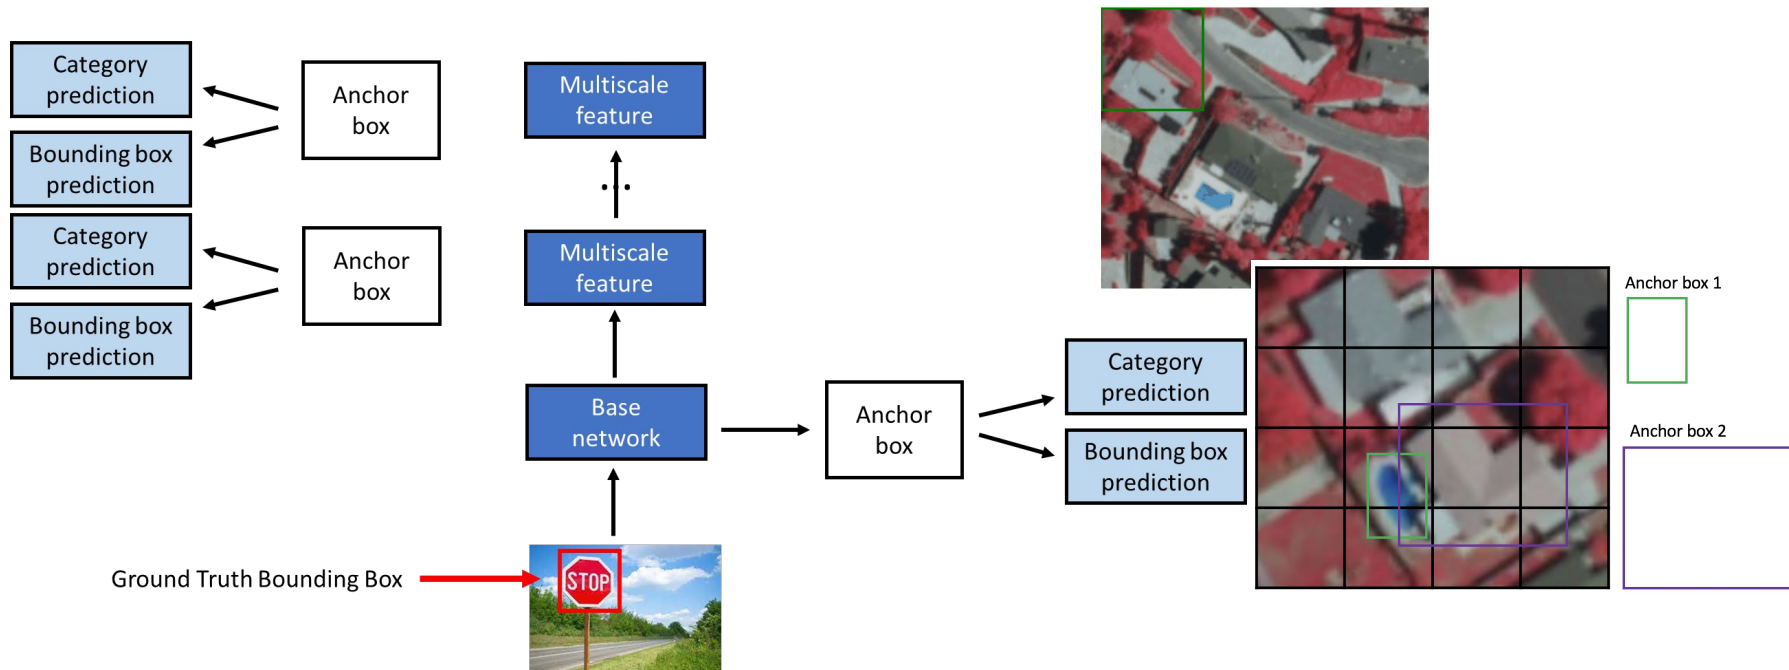 Category
prediction
Bounding box
prediction
Anchor
box
Multiscale
feature
...
Category
prediction
Bounding box
prediction
Anchor
box
Multiscale
feature
Base
network
Anchor
box
Category
prediction
Bounding box
prediction
Anchor box 1
Anchor box 2
Ground Truth Bounding Box
STOP